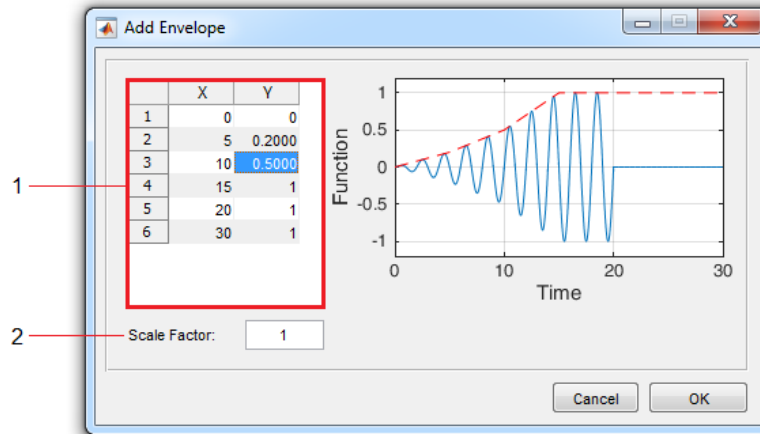 Add Envelope
X Y
1 0 0
2 5 0.2000
3 10 0.5000
4 15 1
5 20 1
6 30 1
1
Scale Factor: 1
2
Function
1
0.5
0
-0.5
-1
0 10 20 30
Time
Cancel OK